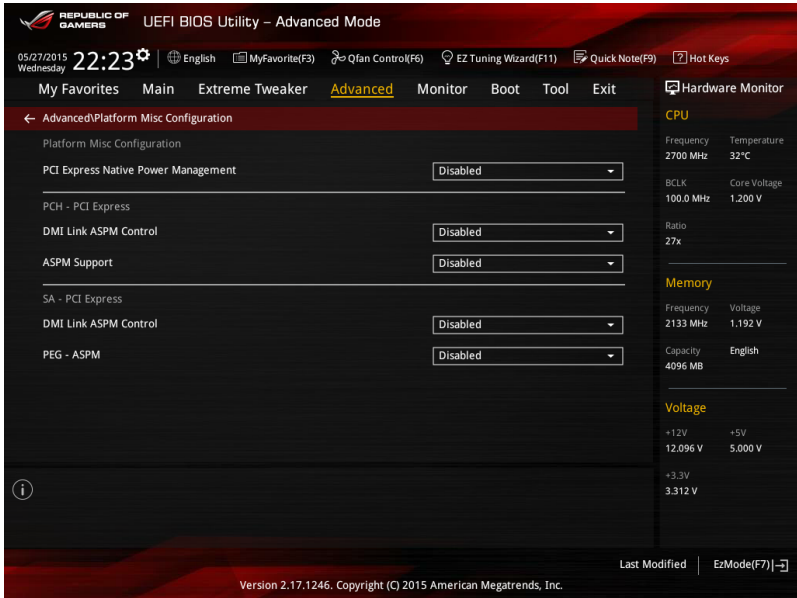 REPUBLIC OF
GAMERS
UEFI BIOS Utility – Advanced Mode
05/27/2015
Wednesday
22:23
English
MyFavorite(F3)
Qfan Control(F6)
EZ Tuning Wizard(F11)
Quick Note(F9)
? Hot Keys
My Favorites
Main
Extreme Tweaker
Advanced
Monitor
Boot
Tool
Exit
Hardware Monitor
Advanced\Platform Misc Configuration
Platform Misc Configuration
PCI Express Native Power Management Disabled
PCH - PCI Express
DMI Link ASPM Control Disabled
ASPM Support Disabled
SA - PCI Express
DMI Link ASPM Control Disabled
PEG - ASPM Disabled
CPU
Frequency Temperature
2700 MHz 32°C
BCLK Core Voltage
100.0 MHz 1.200 V
Ratio
27x
Memory
Frequency Voltage
2133 MHz 1.192 V
Capacity English
4096 MB
Voltage
+12V +5V
12.096 V 5.000 V
+3.3V
3.312 V
Last Modified
EzMode(F7)
Version 2.17.1246. Copyright (C) 2015 American Megatrends, Inc.